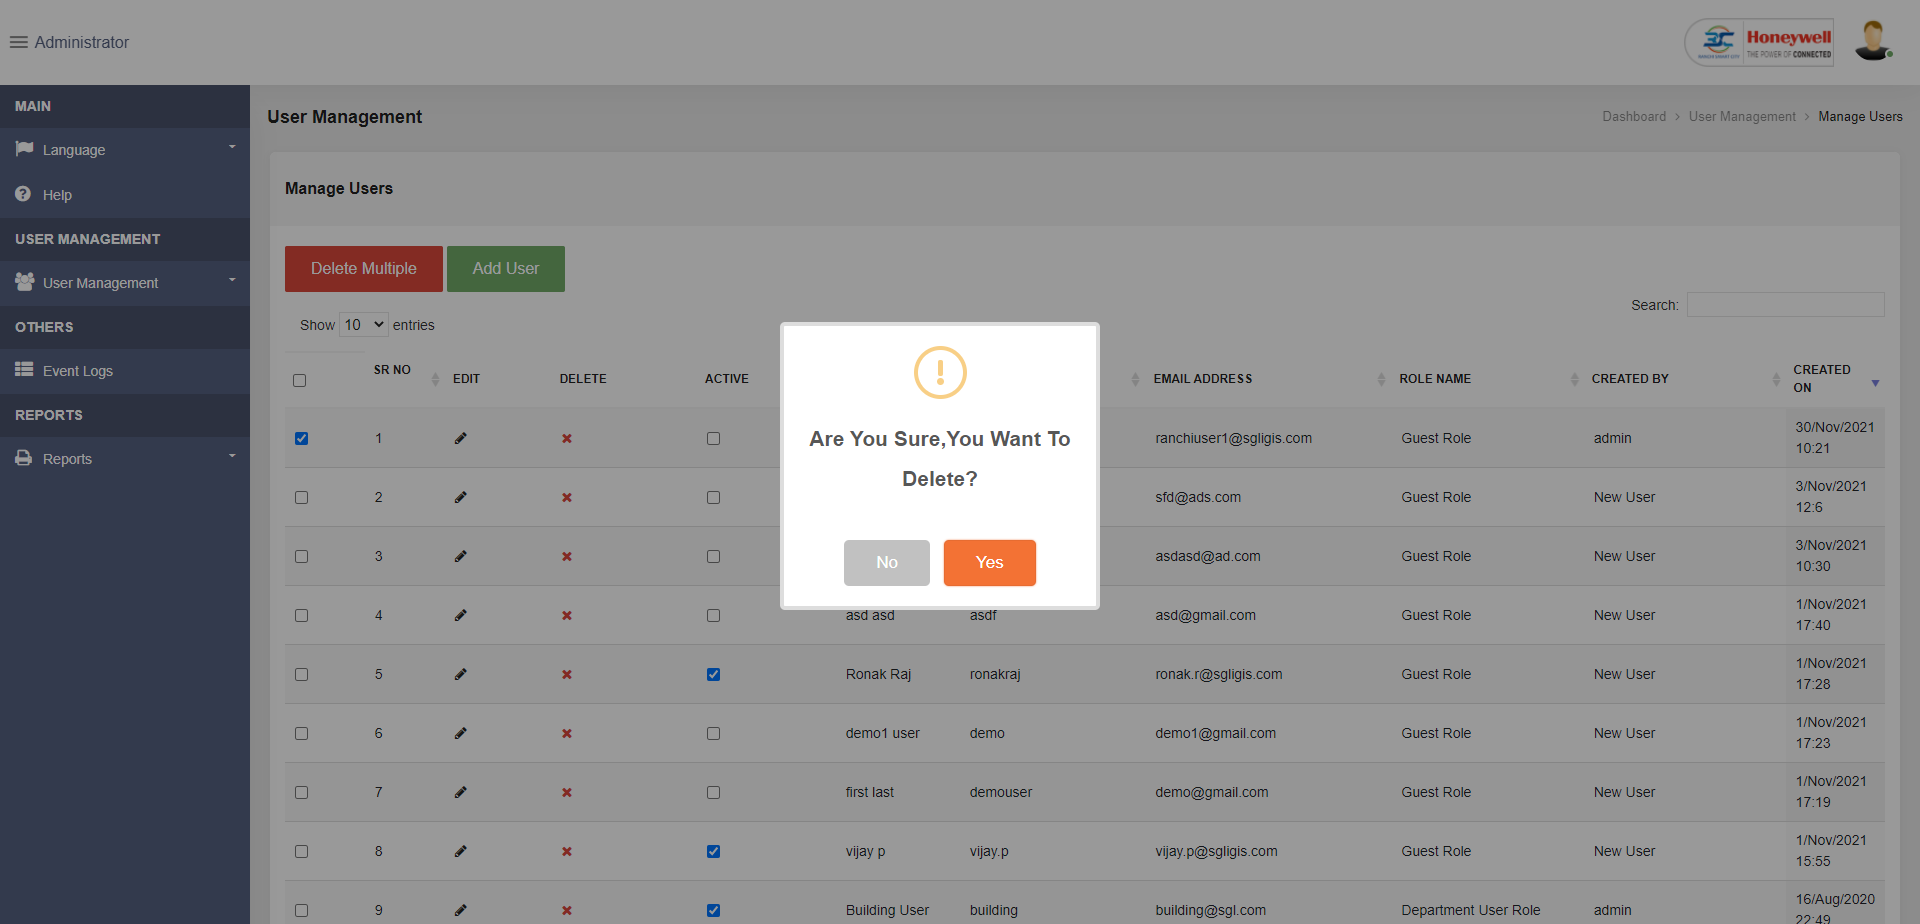 Administrator
Honeywell
THE POWER OF CONNECTED
MAIN
Language
Help
USER MANAGEMENT
User Management
OTHERS
Event Logs
REPORTS
Reports
User Management
Dashboard > User Management > Manage Users
Manage Users
Delete Multiple Add User
Search:
Show 10 entries
SR NO EDIT DELETE ACTIVE EMAIL ADDRESS ROLE NAME CREATED BY CREATED
ON
1 ranchiuser1@sgligis.com Guest Role admin 30/Nov/2021
10:21
2 sfd@ads.com Guest Role New User 3/Nov/2021
12:6
3 asdasd@ad.com Guest Role New User 3/Nov/2021
10:30
4 asd asd asdf asd@gmail.com Guest Role New User 1/Nov/2021
17:40
5 Ronak Raj ronakraj ronak.r@sgligis.com Guest Role New User 1/Nov/2021
17:28
6 demo1 user demo demo1@gmail.com Guest Role New User 1/Nov/2021
17:23
7 first last demouser demo@gmail.com Guest Role New User 1/Nov/2021
17:19
8 vijay p vijay.p vijay.p@sgligis.com Guest Role New User 1/Nov/2021
15:55
9 Building User building building@sgl.com Department User Role admin 16/Aug/2020
22:49
Are You Sure,You Want To
Delete?
No Yes